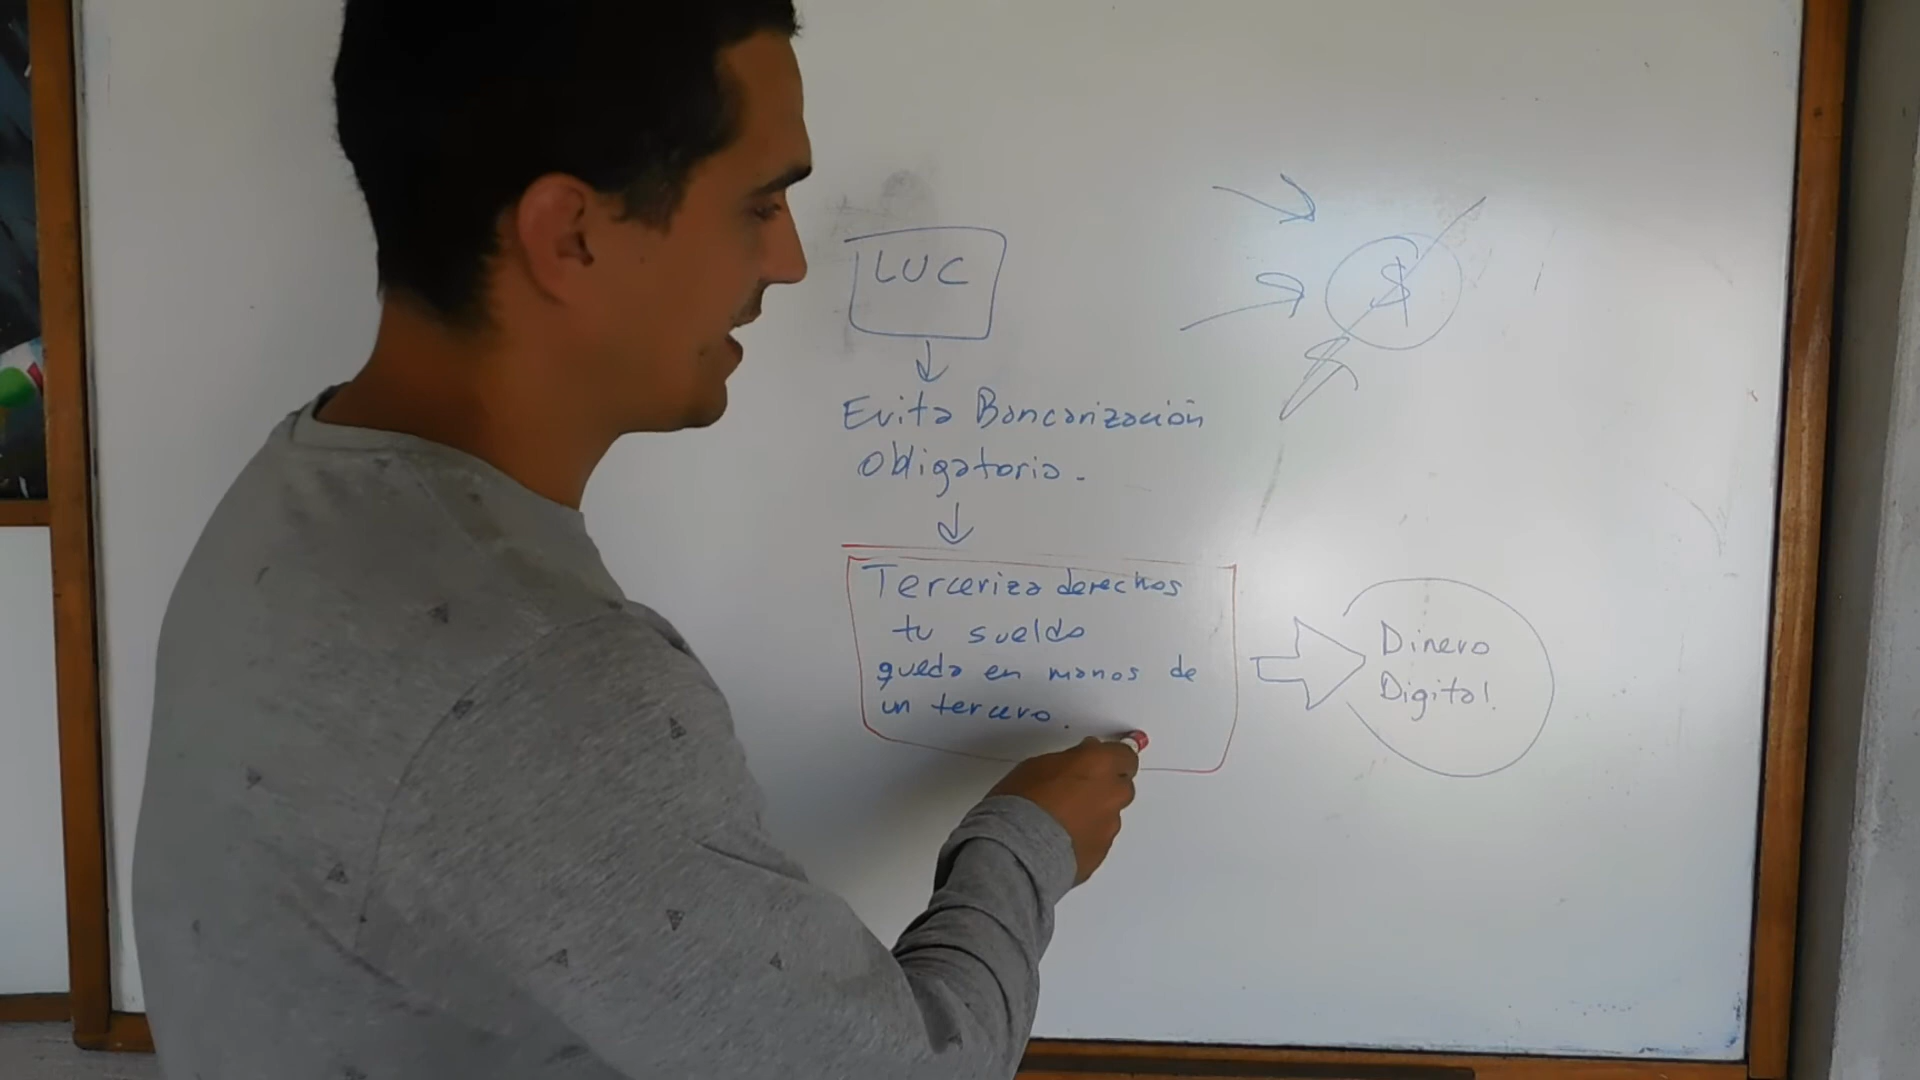 LUC
Evita Bancarización
Obligatoria.
Terceriza derechos
tu sueldo
queda en manos de
un tercero.
$
Dinero
Digital.